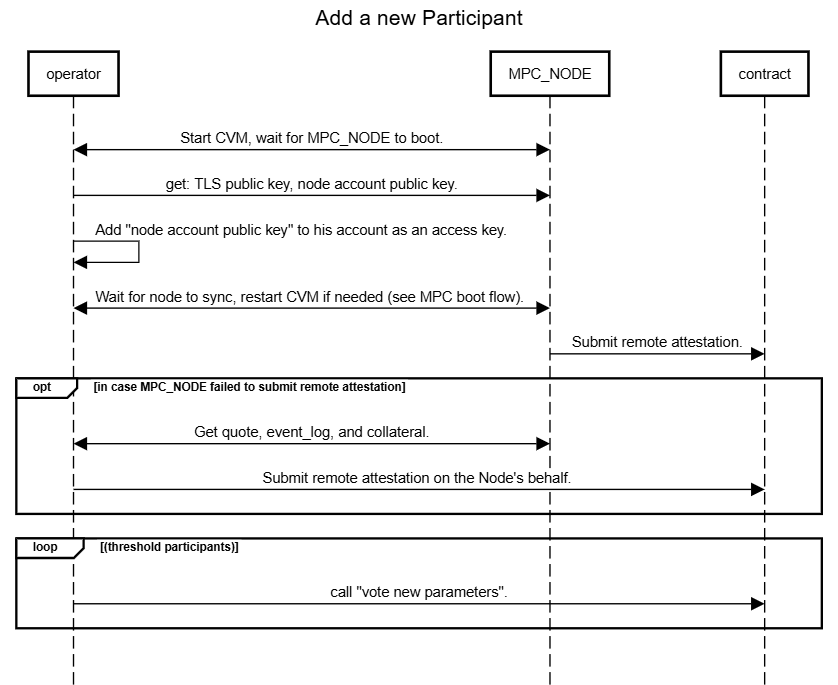 Add a new Participant
operator
MPC_NODE
contract
Start CVM, wait for MPC_NODE to boot.
get: TLS public key, node account public key.
Add "node account public key" to his account as an access key.
Wait for node to sync, restart CVM if needed (see MPC boot flow).
Submit remote attestation.
opt
[in case MPC_NODE failed to submit remote attestation]
Get quote, event_log, and collateral.
Submit remote attestation on the Node's behalf.
loop
[(threshold participants)]
call "vote new parameters".